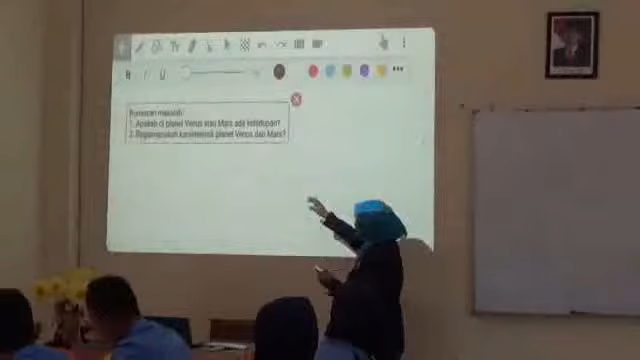 Rumusan masalah:
1. Apakah di planet Venus atau Mars ada kehidupan?
2. Bagaimanakah karakteristik planet Venus dan Mars?
B I U